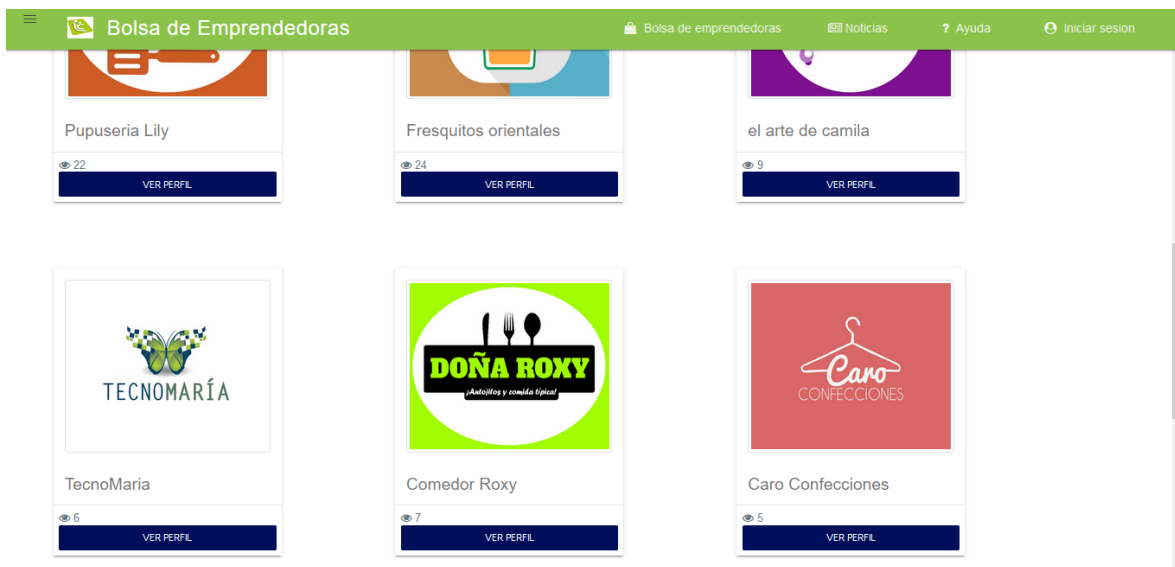 Bolsa de Emprendedoras
Bolsa de emprendedoras
Noticias
? Ayuda
Iniciar sesion
Pupuseria Lily
Fresquitos orientales
el arte de camila
22
24
9
VER PERFIL
VER PERFIL
VER PERFIL
TECNOMARÍA
DOÑA ROXY
¡Antojitos y comida típica!
Caro
CONFECCIONES
TecnoMaria
Comedor Roxy
Caro Confecciones
6
7
5
VER PERFIL
VER PERFIL
VER PERFIL